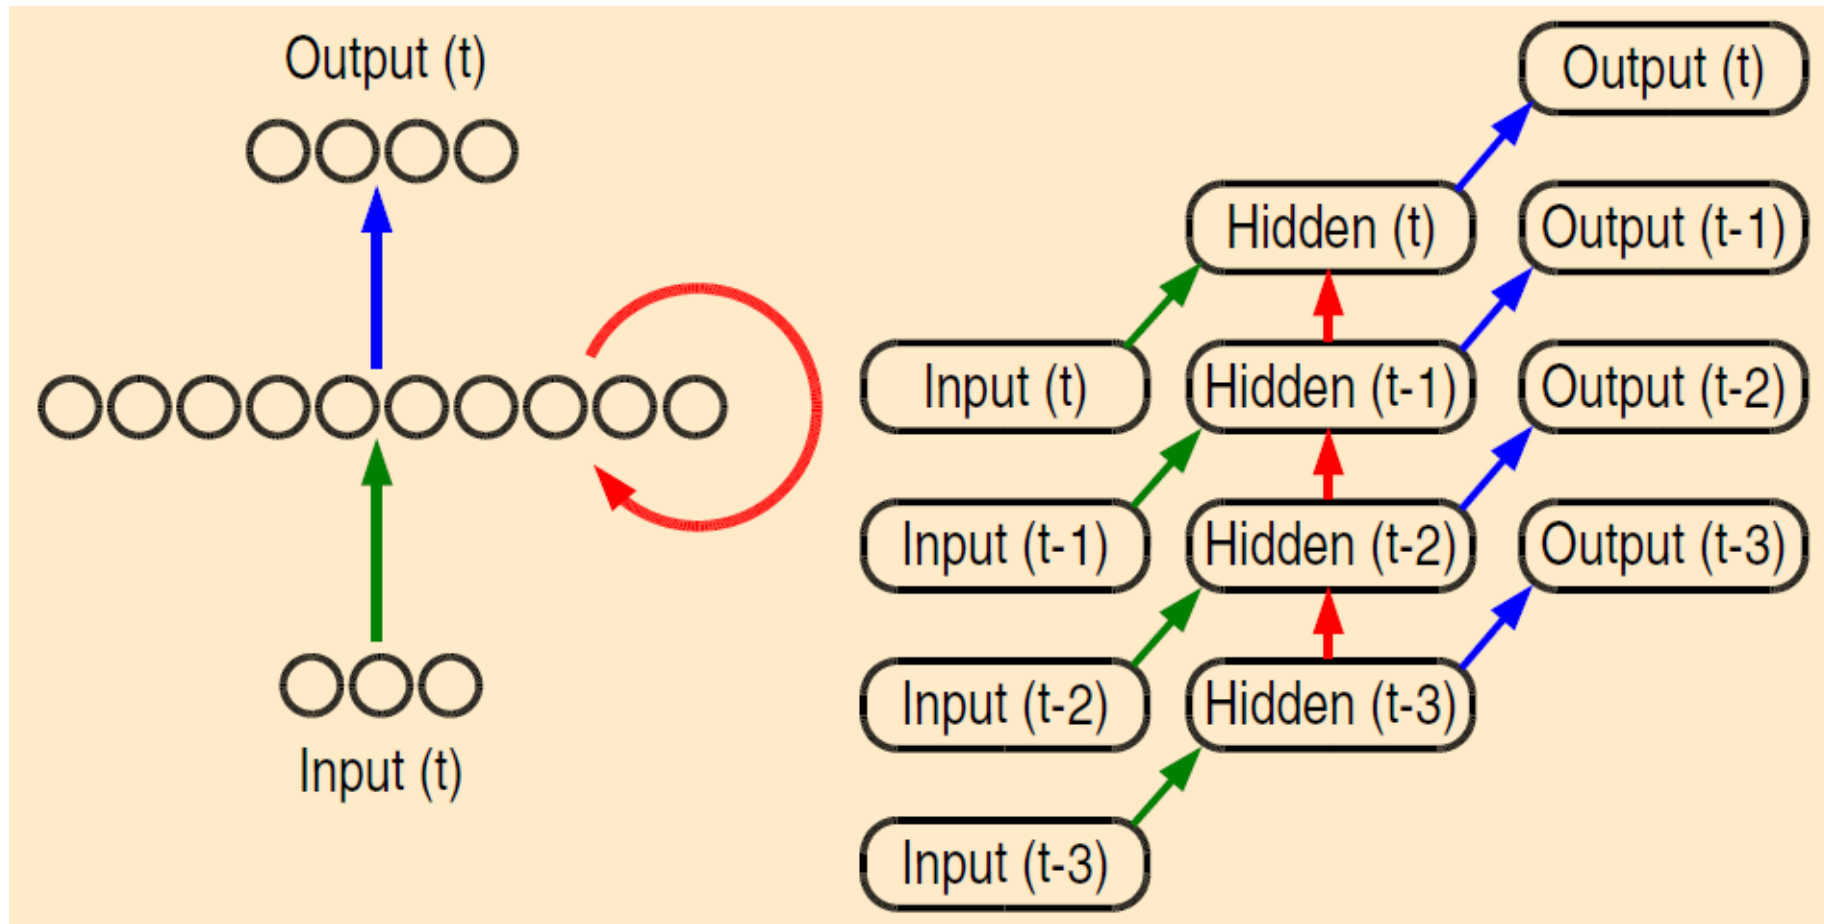 Output (t)
Input (t)
Output (t)
Hidden (t)
Output (t-1)
Input (t)
Hidden (t-1)
Output (t-2)
Input (t-1)
Hidden (t-2)
Output (t-3)
Input (t-2)
Hidden (t-3)
Input (t-3)